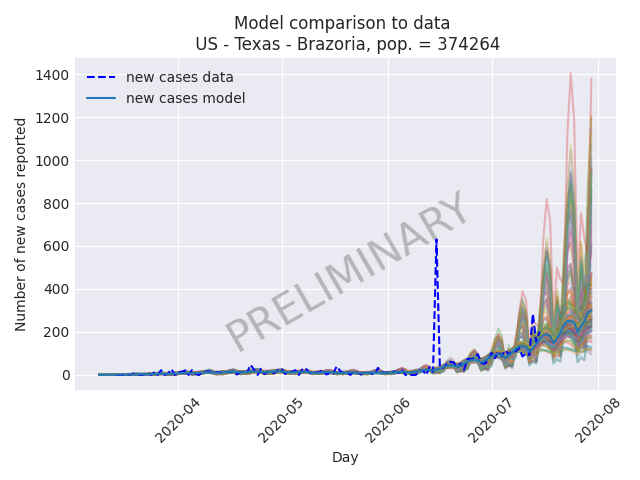 Model comparison to data
US - Texas - Brazoria, pop. = 374264
new cases data
new cases model
1400
1200
1000
800
600
400
200
0
Number of new cases reported
PRELIMINARY
2020-04
2020-05
2020-06
2020-07
2020-08
Day